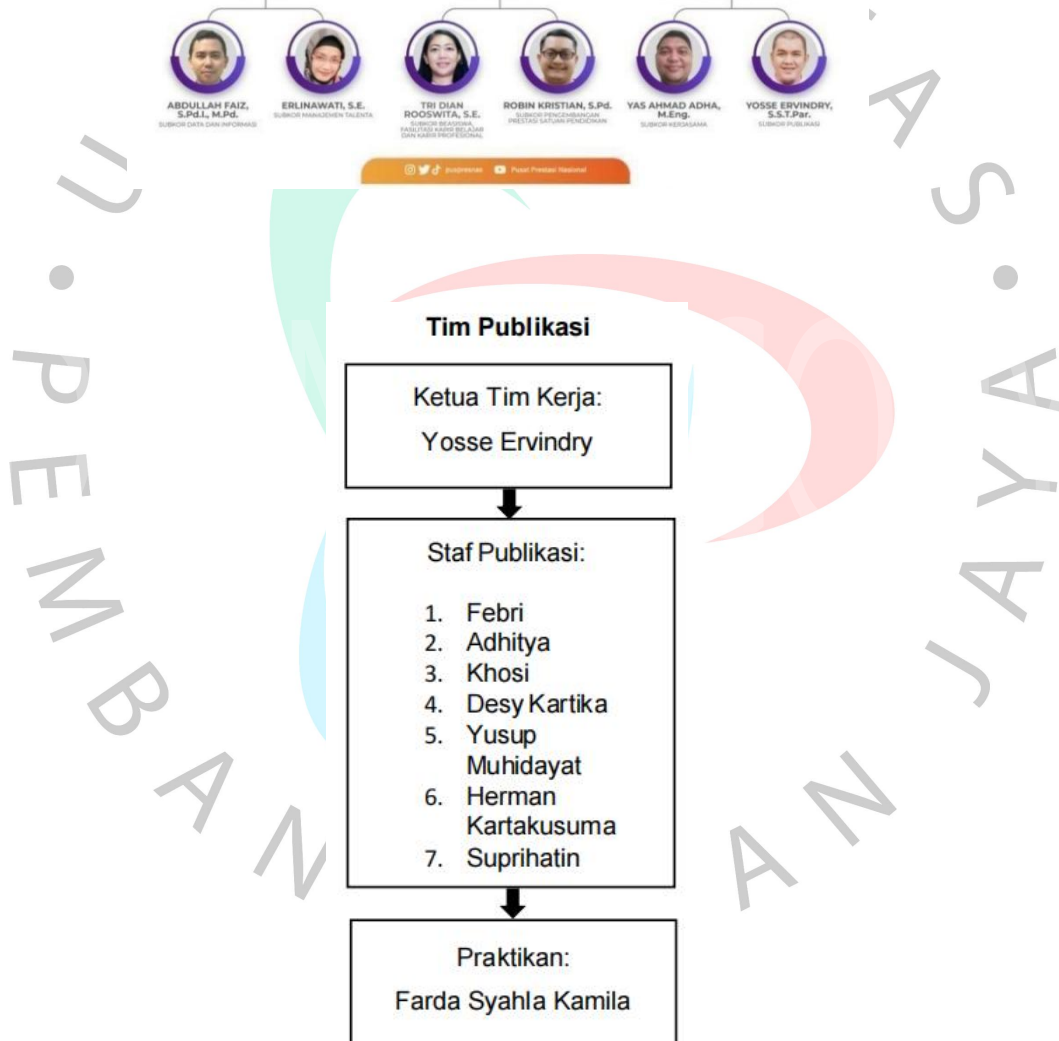 ABDULLAH FAIZ,
S.Pd.I., M.Pd.
SUBKOR DATA DAN INFORMASI
ERLINAWATI, S.E.
SUBKOR MANAJEMEN TALENTA
TRI DIAN
ROOSWITA, S.E.
SUBKOR BEASISWA,
FASILITASI KARIR BELAJAR
DAN KARIR PROFESIONAL
ROBIN KRISTIAN, S.Pd.
SUBKOR PENGEMBANGAN
PRESTASI SATUAN PENDIDIKAN
YAS AHMAD ADHA,
M.Eng.
SUBKOR KERJASAMA
YOSSE ERVINDRY,
S.S.T.Par.
SUBKOR PUBLIKASI
puspresnas
Pusat Prestasi Nasional
Tim Publikasi
Ketua Tim Kerja:
Yosse Ervindry
Staf Publikasi:
1. Febri
2. Adhitya
3. Khosi
4. Desy Kartika
5. Yusup
Muhidayat
6. Herman
Kartakusuma
7. Suprihatin
Praktikan:
Farda Syahla Kamila
PEMBAN
AN JAYA